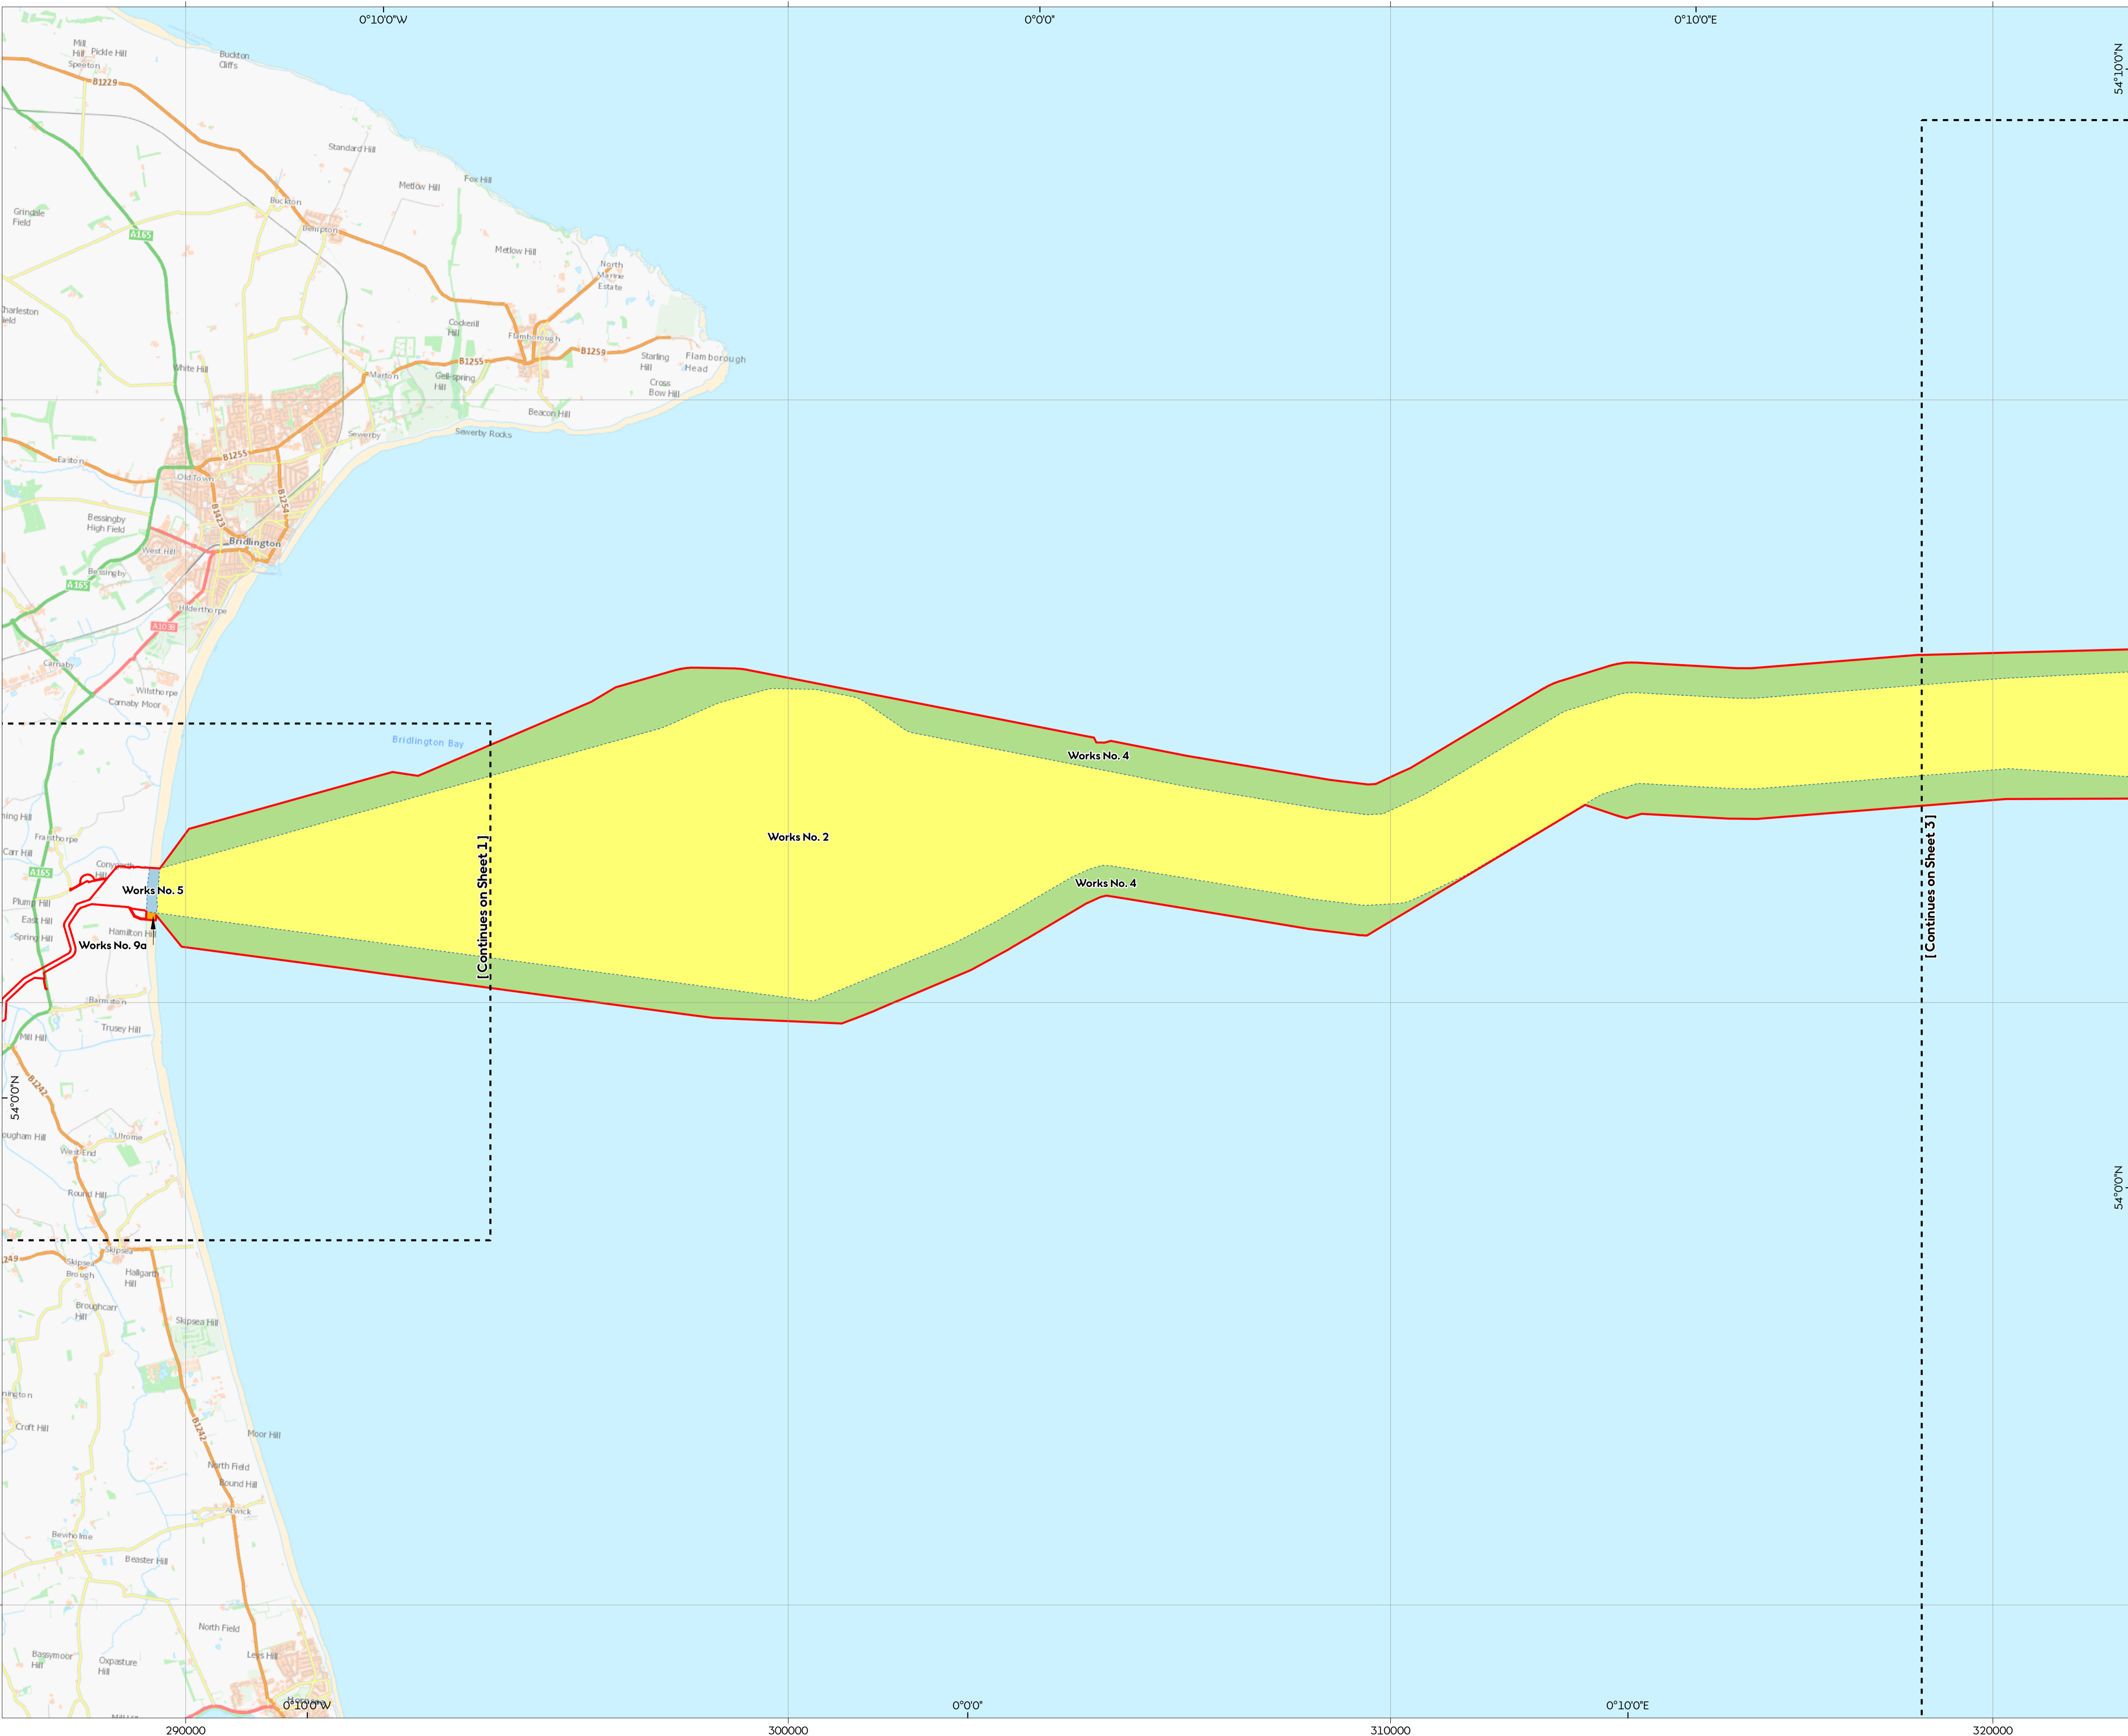 0°10'0"W
0°0'0"
0°10'0"E
54°10'0"N
Mill
Hill
Pickle Hill
Speeton
Buckton
Cliffs
B1229
Standard Hill
Fox Hill
Metlow Hill
Buckton
Grindale
Field
Bempton
A165
Metlow Hill
North
Marine
Estate
Charleston
Cockerill
Hill
Flamborough
B1259
Starling
Hill
Flamborough
Head
B1255
White Hill
Marton
Gell-spring
Hill
Cross
Bow Hill
Beacon Hill
Sewerby
Sewerby Rocks
B1255
Easton
Old Town
B1254
B1423
Bessingby
High Field
Bridlington
West Hill
Bessingby
A165
Hilderthorpe
A1038
Carnaby
Wilsthorpe
Carnaby Moor
Bridlington Bay
Works No. 4
Fraisthorpe
Works No. 2
[Continues on Sheet 1]
[Continues on Sheet 3]
Carr Hill
Hill
A165
Works No. 5
Works No. 4
Plump Hill
East Hill
Hamilton Hill
Spring Hill
Works No. 9a
Barmston
Trusey Hill
Mill Hill
B1242
54°0'0"N
Ulrome
West End
Round Hill
54°0'0"N
Skipsea
Skipsea
Brough
Hallgarth
Hill
Broughcarr
Hill
Skipsea Hill
Croft Hill
B1242
Moor Hill
North Field
Round Hill
Atwick
Bewholme
Beaster Hill
North Field
Bassymoor
Hill
Oxpasture
Hill
Leys Hill
Hornsea
0°10'0"W
0°0'0"
0°10'0"E
290000
300000
310000
320000